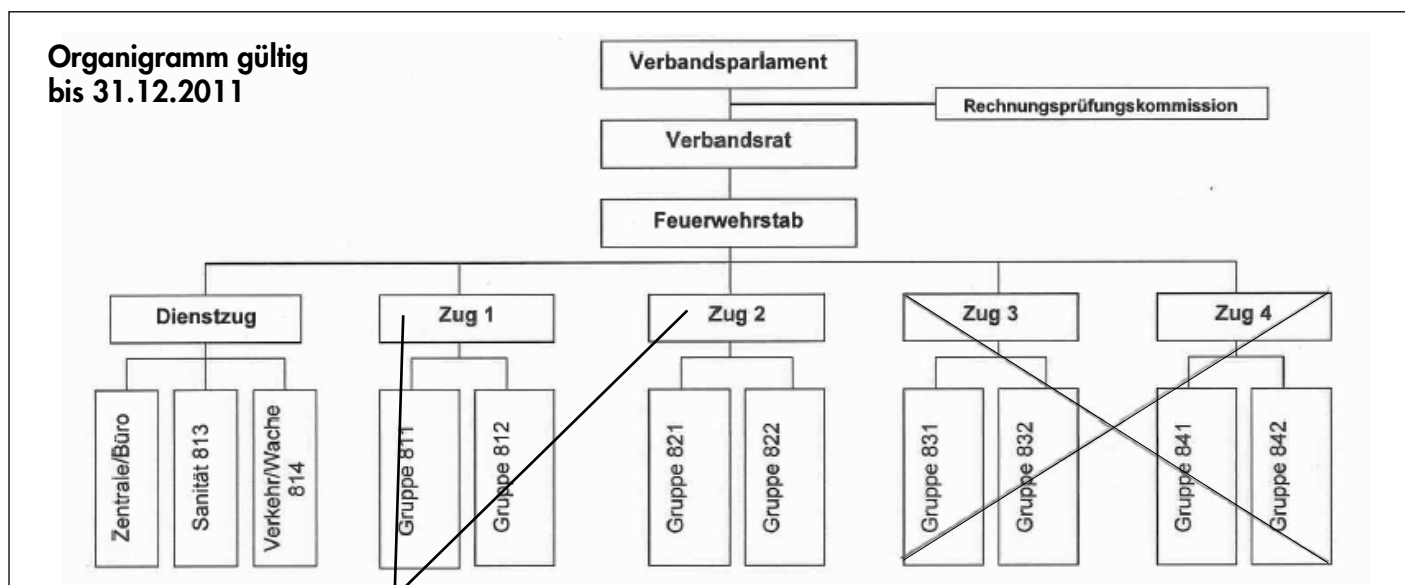 Organigramm gültig
bis 31.12.2011
Verbandsparlament
Rechnungsprüfungskommission
Verbandsrat
Feuerwehrstab
Dienstzug
Zug 1
Zug 2
Zug 3
Zug 4
Zentrale/Büro
Sanität 813
Verkehr/Wache
814
Gruppe 811
Gruppe 812
Gruppe 821
Gruppe 822
Gruppe 831
Gruppe 832
Gruppe 841
Gruppe 842